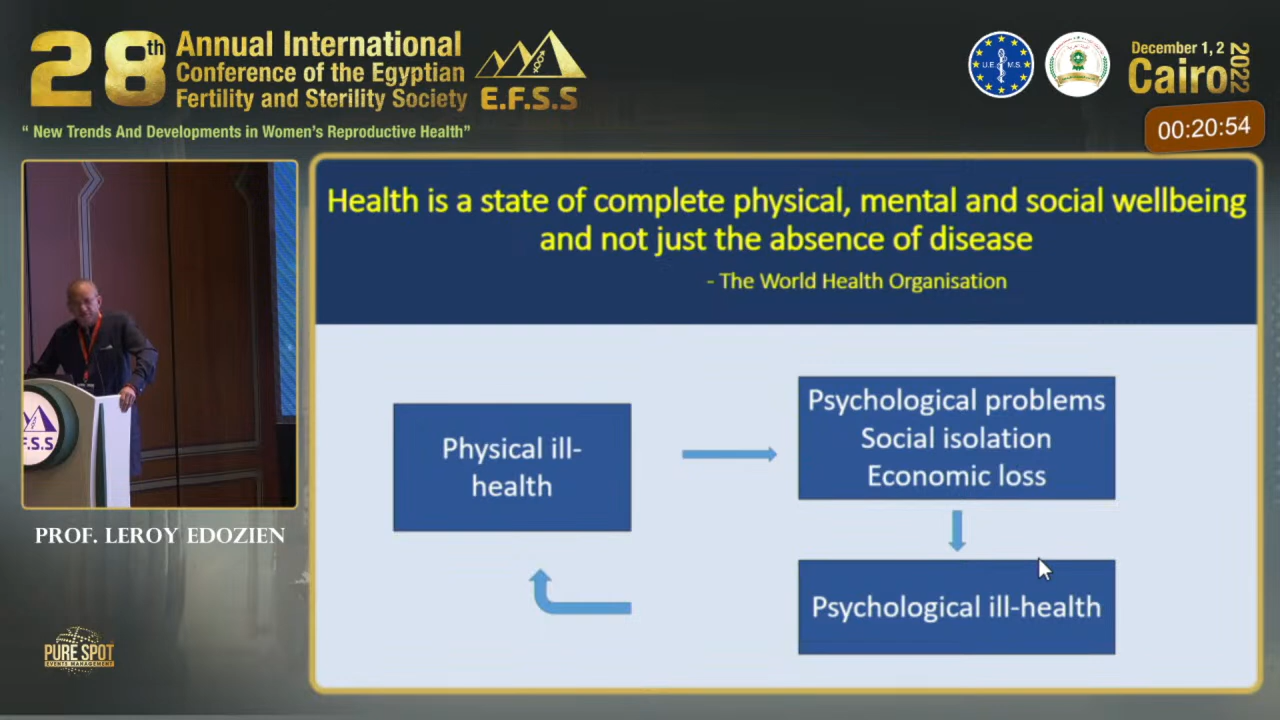 28th
Annual International
Conference of the Egyptian
Fertility and Sterility Society
E.F.S.S
“ New Trends And Developments in Women’s Reproductive Health”
U.E.M.S.
December 1, 2
Cairo
2022
00:20:54
Health is a state of complete physical, mental and social wellbeing
and not just the absence of disease
- The World Health Organisation
Physical ill-
health
Psychological problems
Social isolation
Economic loss
Psychological ill-health
F.S.S
PROF. LEROY EDOZIEN
PURE SPOT
EVENTS MANAGEMENT